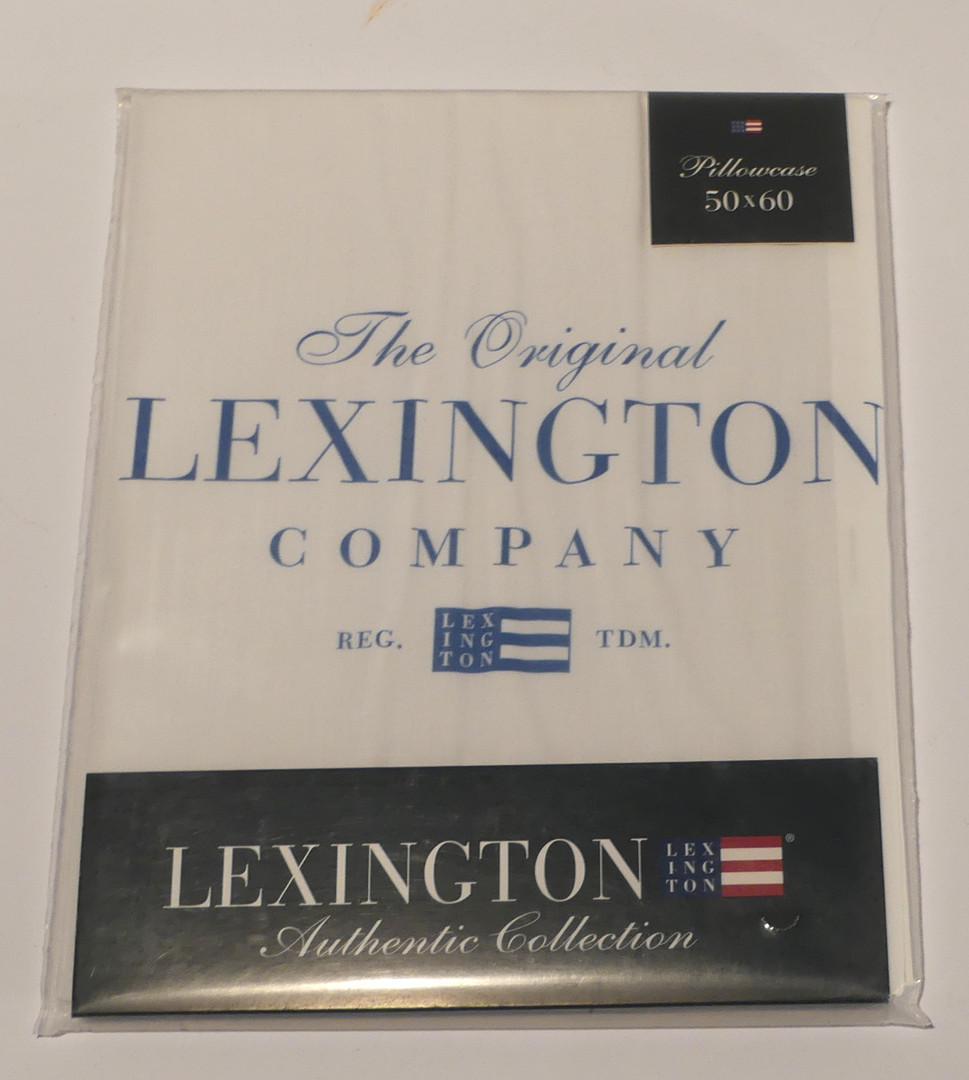 Pillowcase
50x60
The Original
LEXINGTON
COMPANY
REG.
LEX
ING
TON
TDM.
LEXINGTON
LEX
ING
TON
®
Authentic Collection